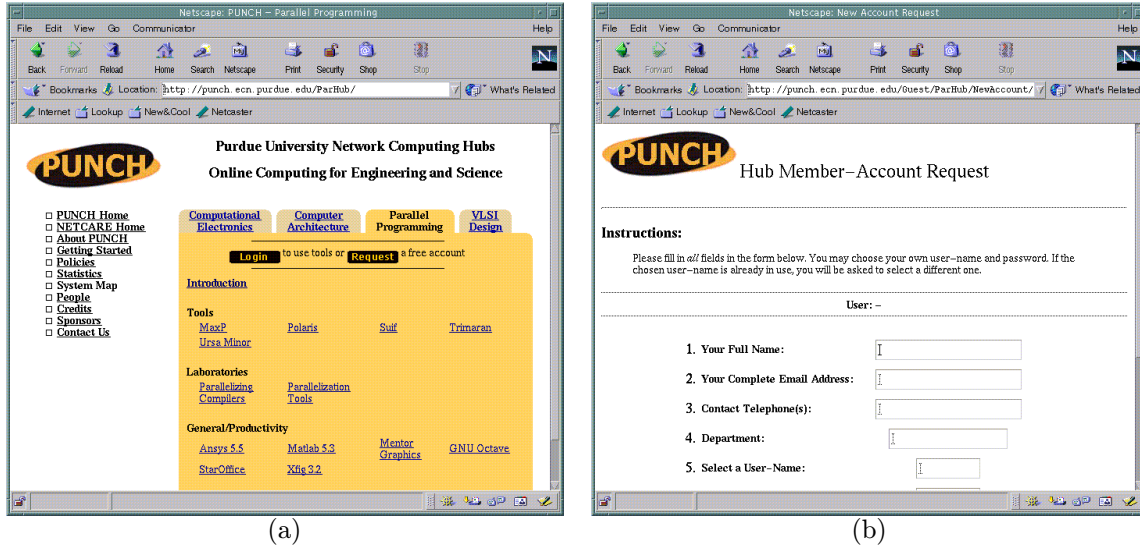 Netscape: PUNCH – Parallel Programming
File Edit View Go Communicator Help
Back Forward Reload Home Search Netscape Print Security Shop Stop
N
Bookmarks Location: http://punch.ecn.purdue.edu/ParHub/ What's Related
Internet Lookup New&Cool Netcaster
PUNCH
Purdue University Network Computing Hubs
Online Computing for Engineering and Science
PUNCH Home
NETCARE Home
About PUNCH
Getting Started
Policies
Statistics
System Map
People
Credits
Sponsors
Contact Us
Computational Electronics
Computer Architecture
Parallel Programming
VLSI Design
Login to use tools or Request a free account
Introduction
Tools
MaxP Polaris Suif Trimaran
Ursa Minor
Laboratories
Parallelizing Compilers
Parallelization Tools
General/Productivity
Ansys 5.5 Matlab 5.3 Mentor Graphics GNU Octave
StarOffice Xfig 3.2
(a)
Netscape: New Account Request
File Edit View Go Communicator Help
Back Forward Reload Home Search Netscape Print Security Shop Stop
N
Bookmarks Location: http://punch.ecn.purdue.edu/Guest/ParHub/NewAccount/ What's Related
Internet Lookup New&Cool Netcaster
PUNCH
Hub Member–Account Request
Instructions:
Please fill in all fields in the form below. You may choose your own user–name and password. If the
chosen user–name is already in use, you will be asked to select a different one.
User: –
1. Your Full Name:
2. Your Complete Email Address:
3. Contact Telephone(s):
4. Department:
5. Select a User–Name:
(b)